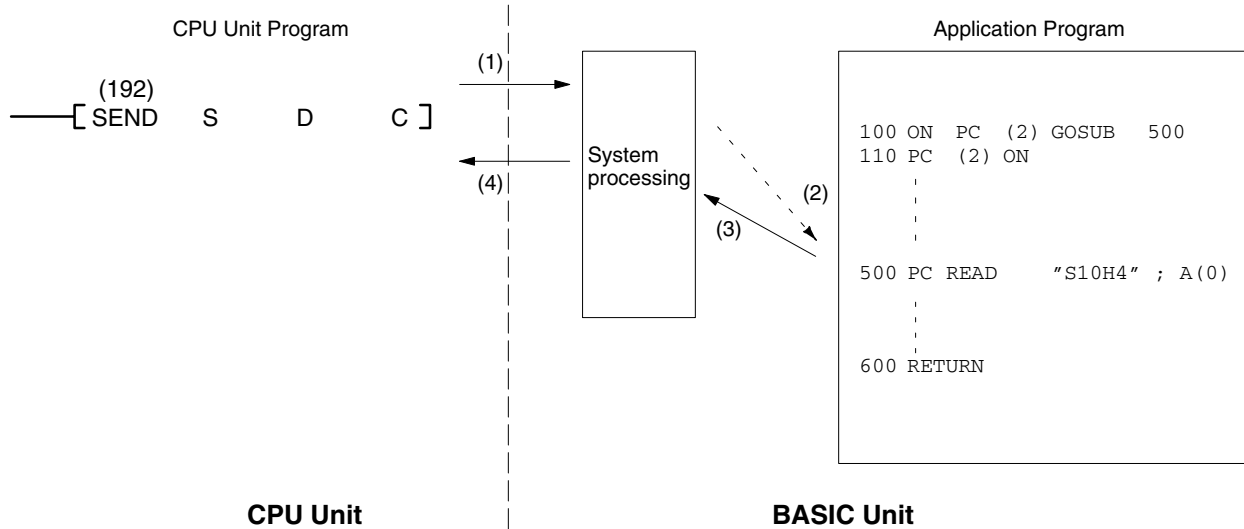 CPU Unit Program
(192)
SEND S D C
(1)
(4)
System
processing
(2)
(3)
Application Program
100 ON PC (2) GOSUB 500
110 PC (2) ON
500 PC READ "S10H4" ; A(0)
600 RETURN
CPU Unit
BASIC Unit